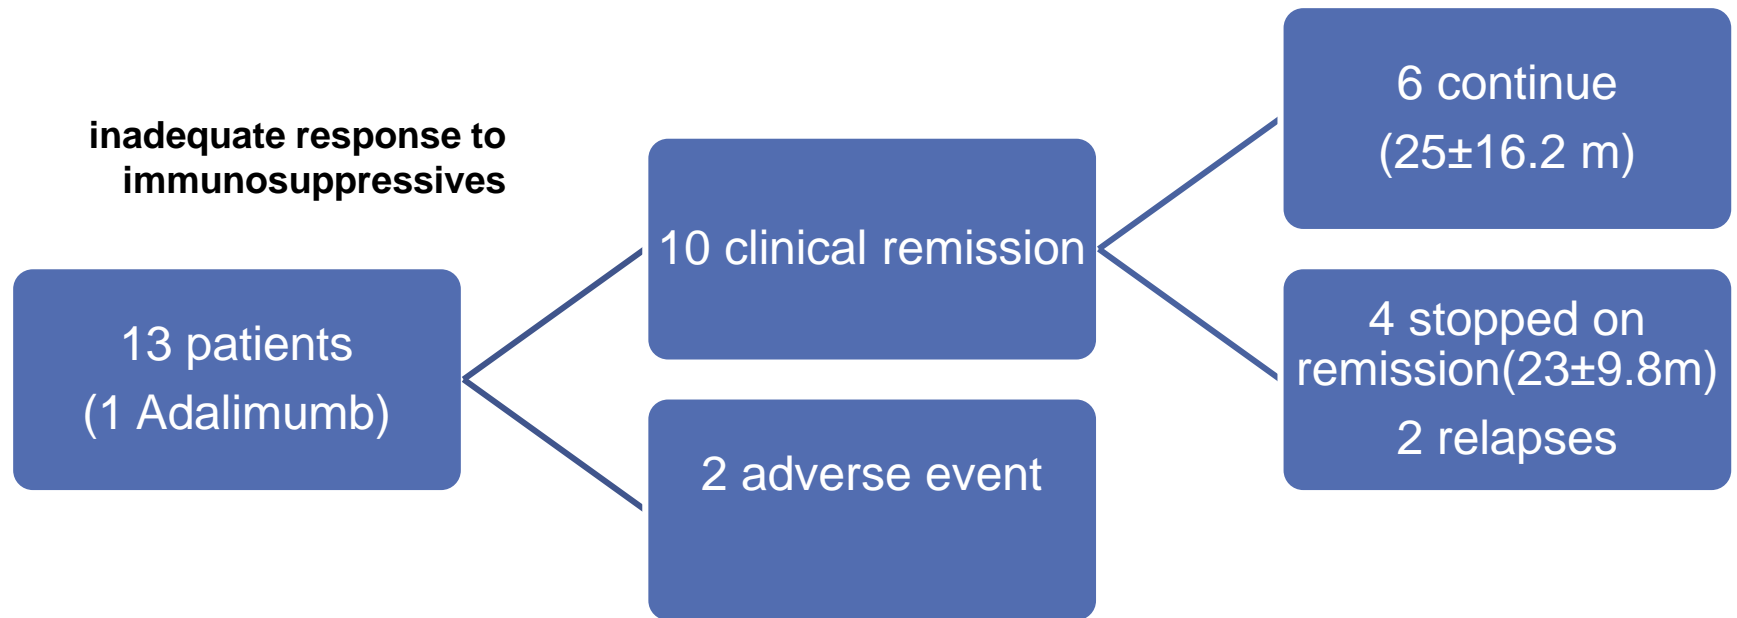 inadequate response to
immunosuppressives
13 patients
(1 Adalimumb)
10 clinical remission
2 adverse event
6 continue
(25±16.2 m)
4 stopped on
remission(23±9.8m)
2 relapses